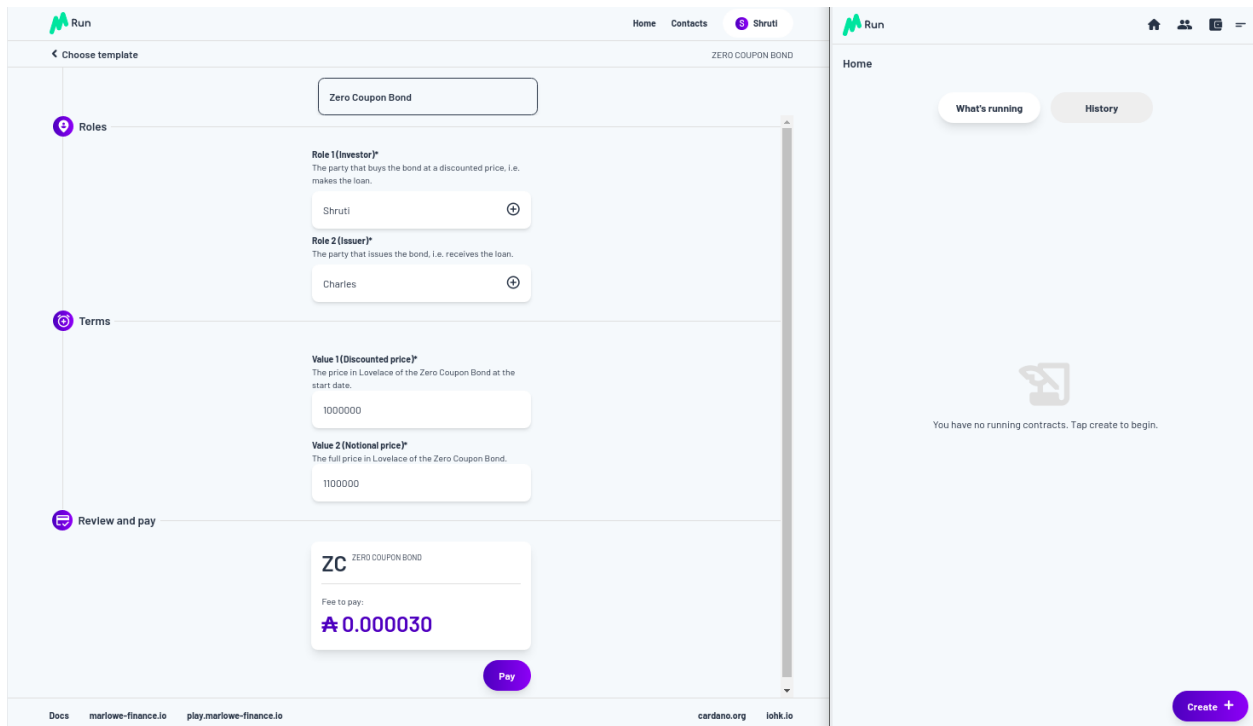 Run
Home
Contacts
S
Shruti
Choose template
ZERO COUPON BOND
Zero Coupon Bond
Roles
Role 1 (Investor)*
The party that buys the bond at a discounted price, i.e.
makes the loan.
Shruti
Role 2 (Issuer)*
The party that issues the bond, i.e. receives the loan.
Charles
Terms
Value 1 (Discounted price)*
The price in Lovelace of the Zero Coupon Bond at the
start date.
1000000
Value 2 (Notional price)*
The full price in Lovelace of the Zero Coupon Bond.
1100000
Review and pay
ZC ZERO COUPON BOND
Fee to pay:
₳ 0.000030
Pay
Docs
marlowe-finance.io
play.marlowe-finance.io
cardano.org
iohk.io
Run
Home
What's running
History
You have no running contracts. Tap create to begin.
Create +